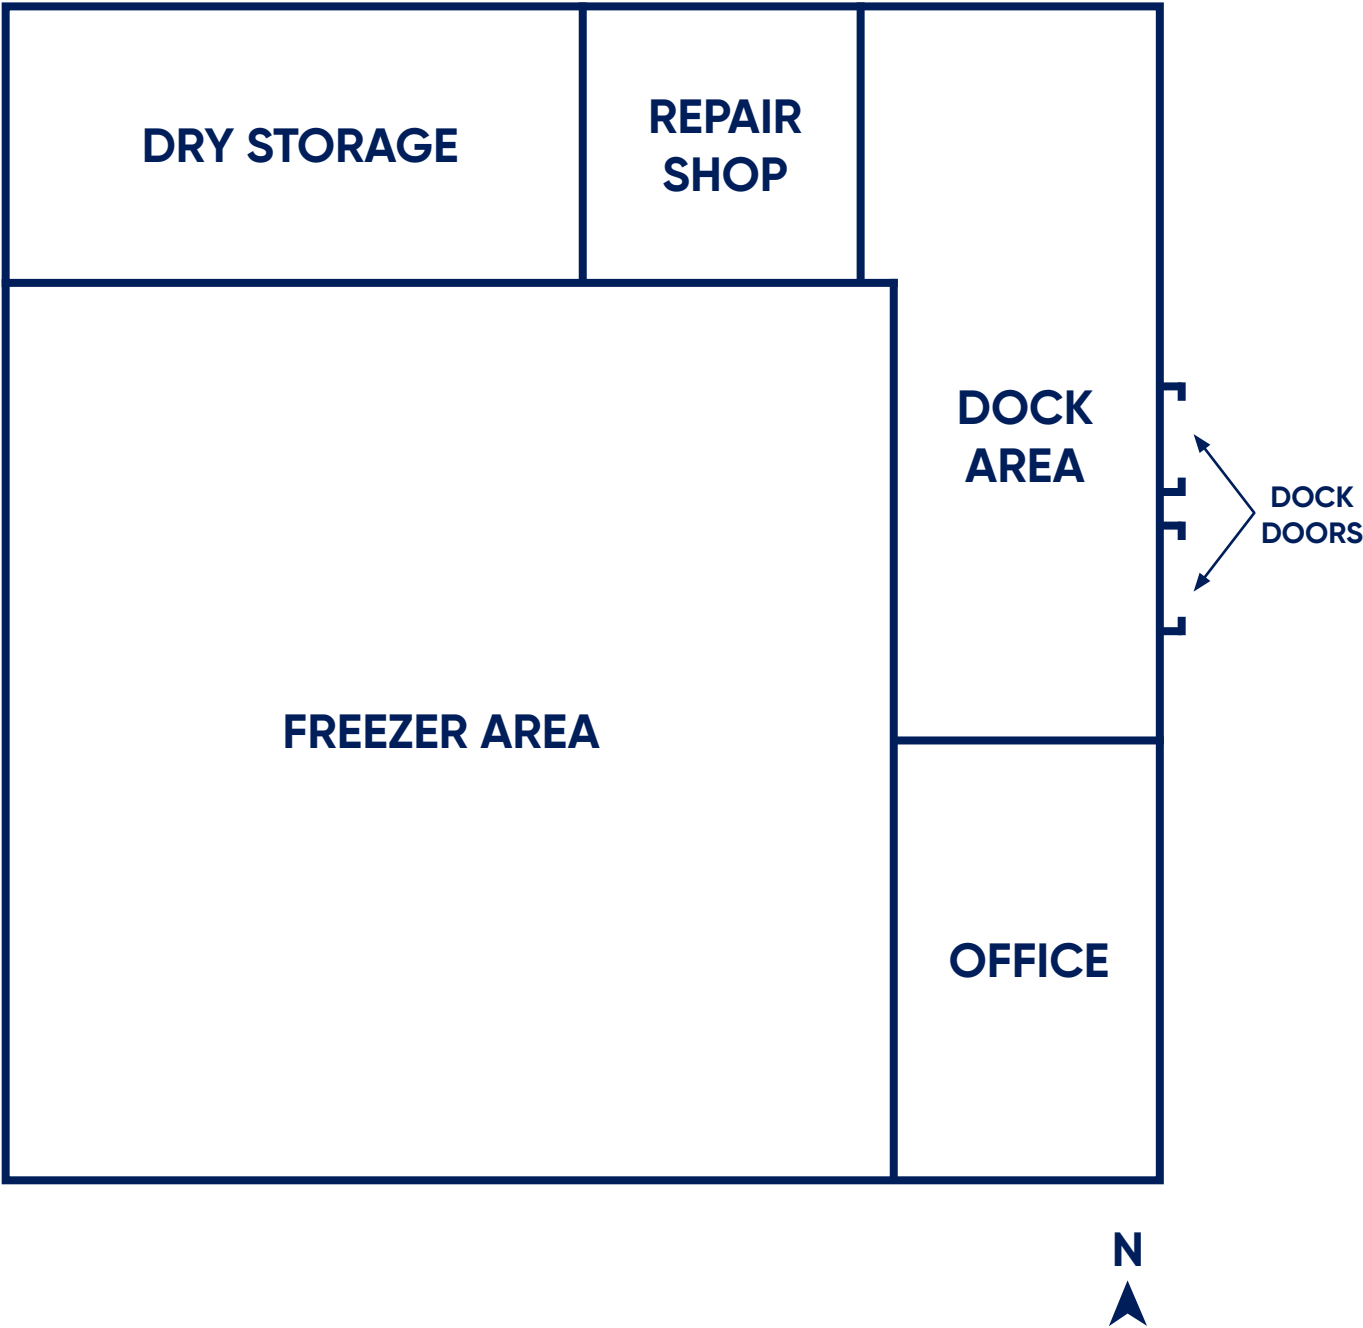 DRY STORAGE
REPAIR
SHOP
DOCK
AREA
DOCK
DOORS
FREEZER AREA
OFFICE
N